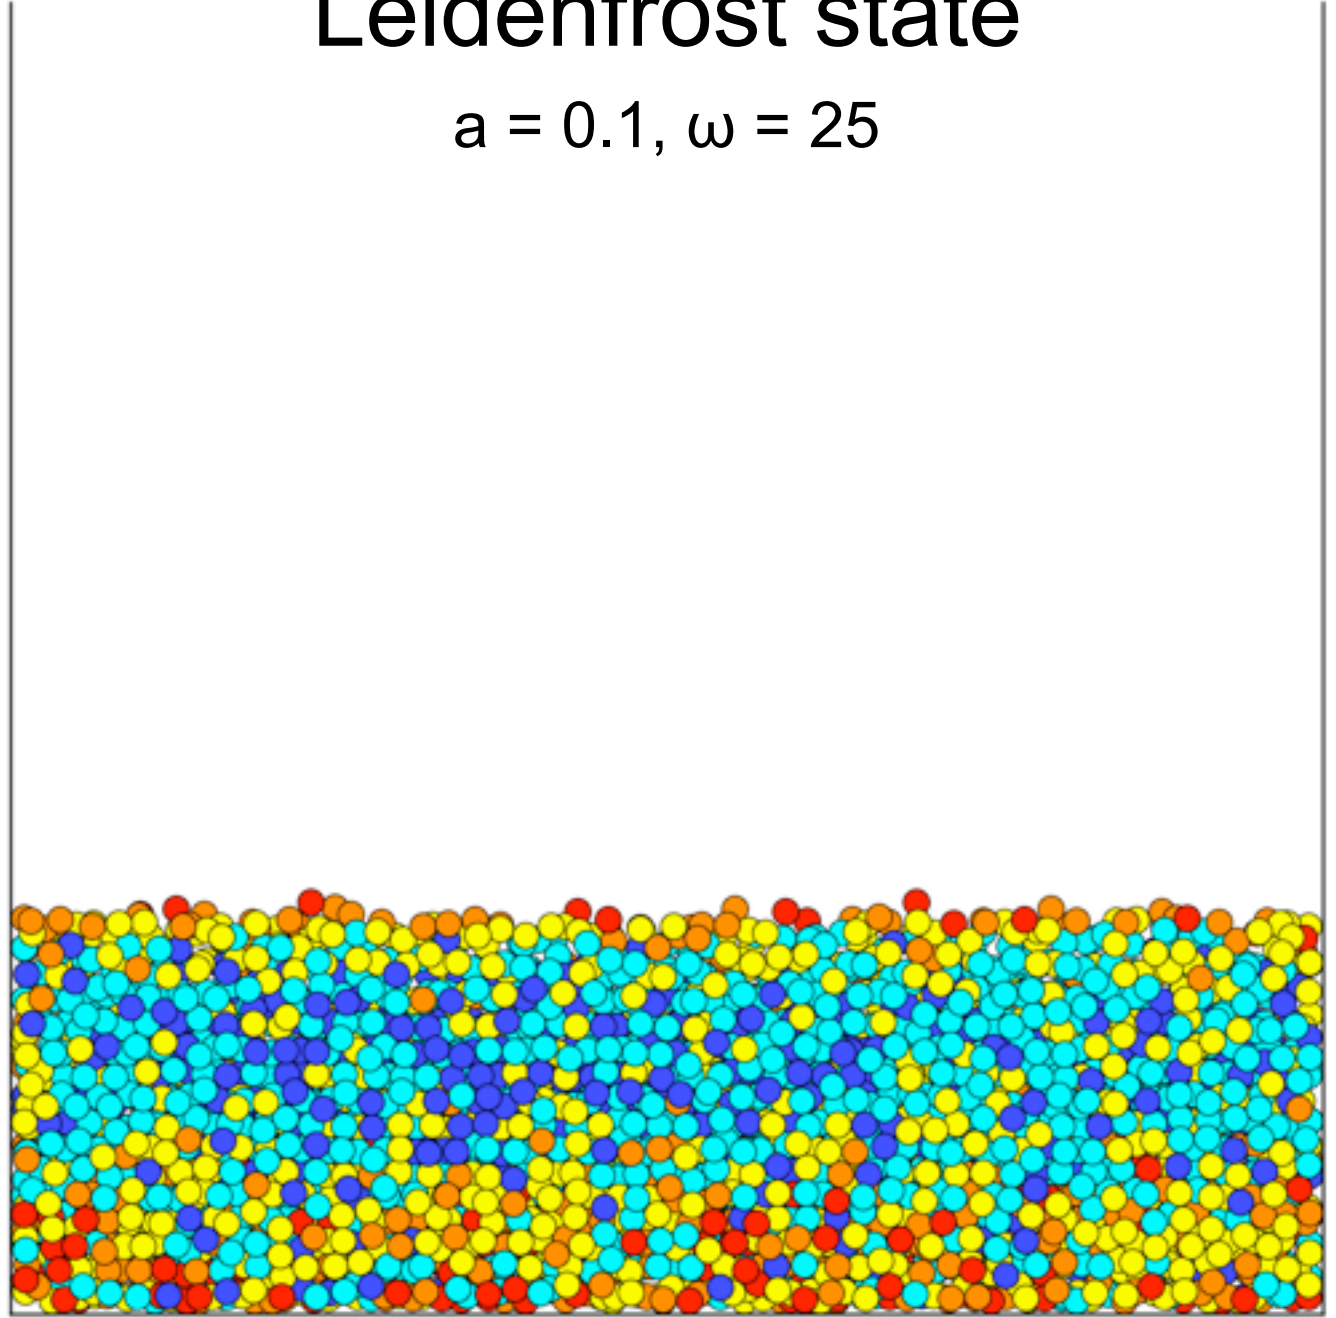 Leidenfrost state
a = 0.1, ω = 25